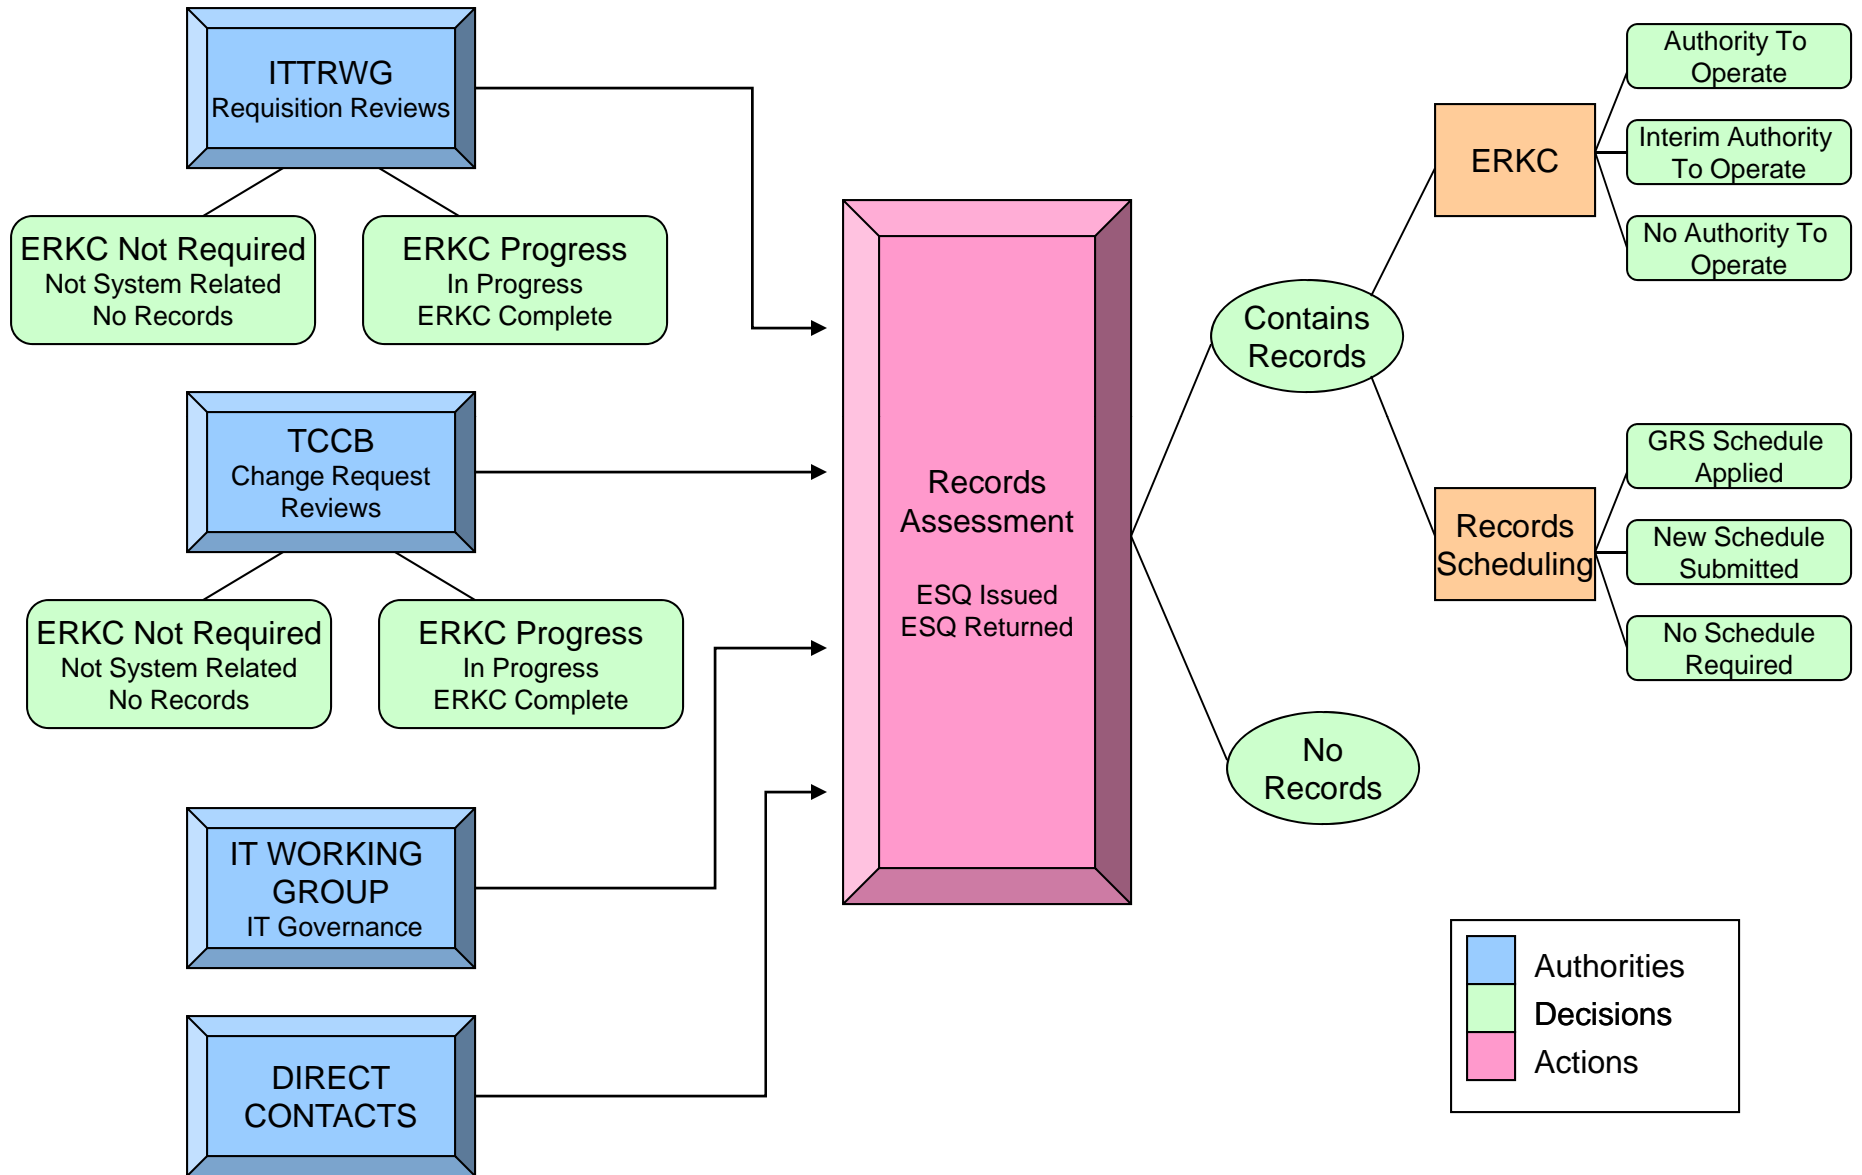 ITTRWG
Requisition Reviews
ERKC Not Required
Not System Related
No Records
ERKC Progress
In Progress
ERKC Complete
TCCB
Change Request
Reviews
ERKC Not Required
Not System Related
No Records
ERKC Progress
In Progress
ERKC Complete
IT WORKING
GROUP
IT Governance
DIRECT
CONTACTS
Records
Assessment
ESQ Issued
ESQ Returned
Contains
Records
No
Records
ERKC
Authority To
Operate
Interim Authority
To Operate
No Authority To
Operate
Records
Scheduling
GRS Schedule
Applied
New Schedule
Submitted
No Schedule
Required
Authorities
Decisions
Actions